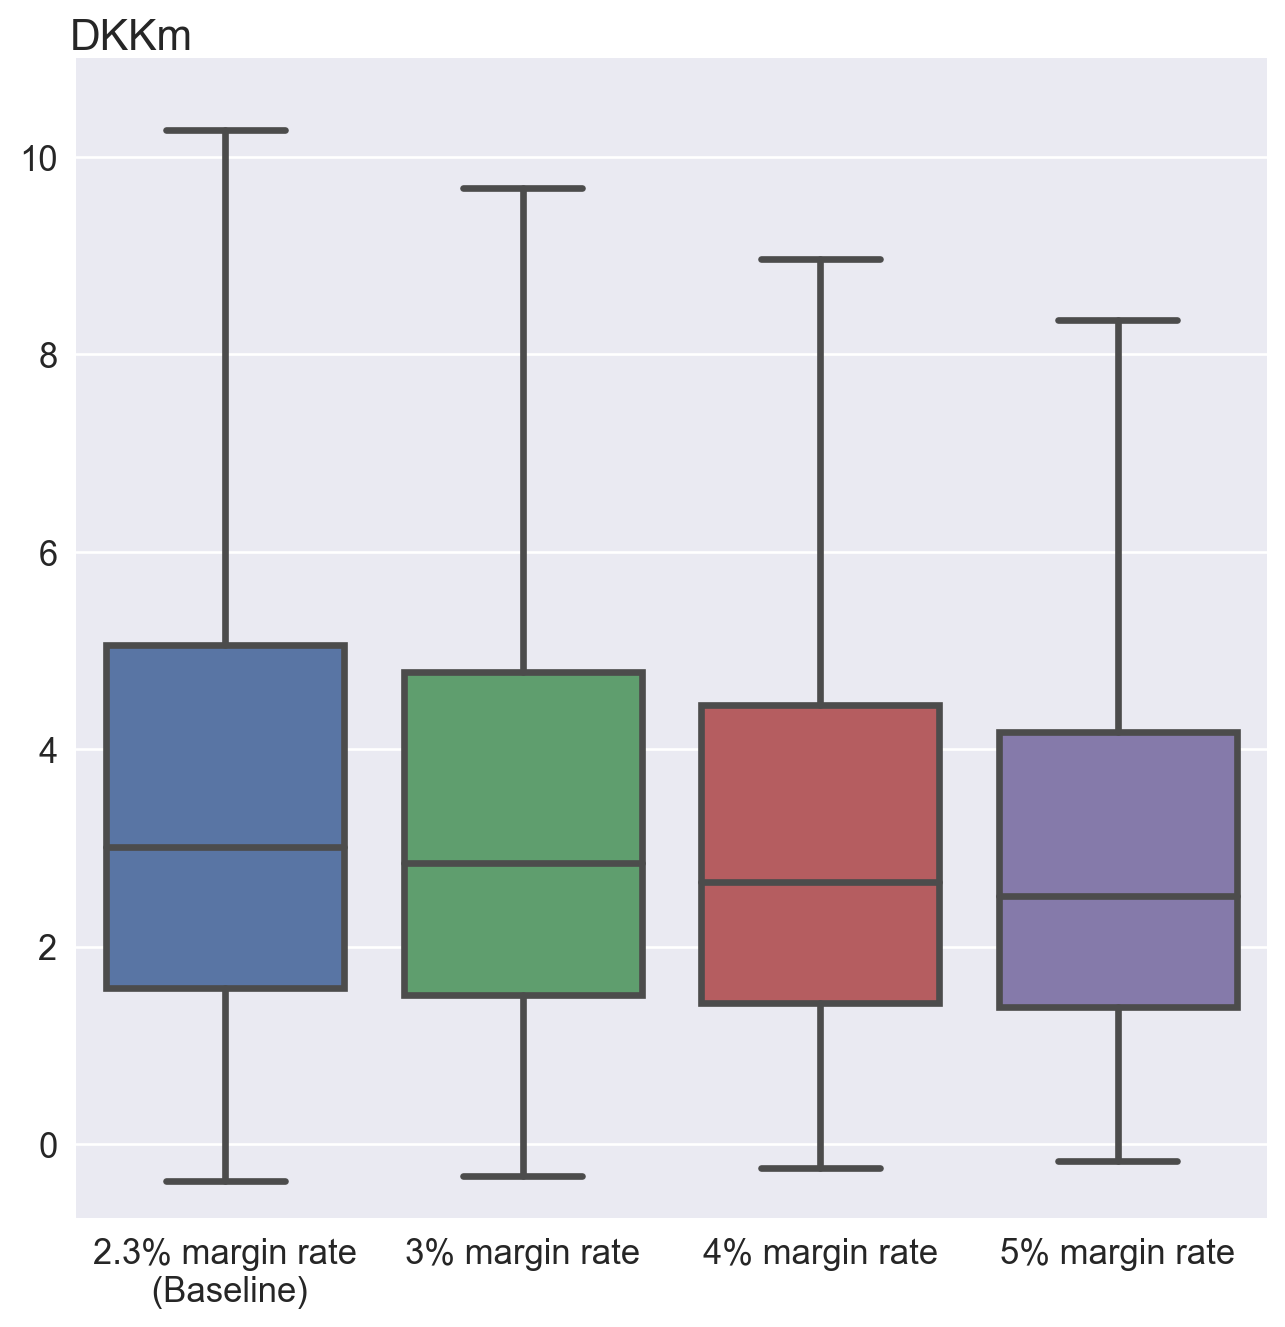 DKKm
10
8
6
4
2
0
2.3% margin rate
(Baseline)
3% margin rate
4% margin rate
5% margin rate